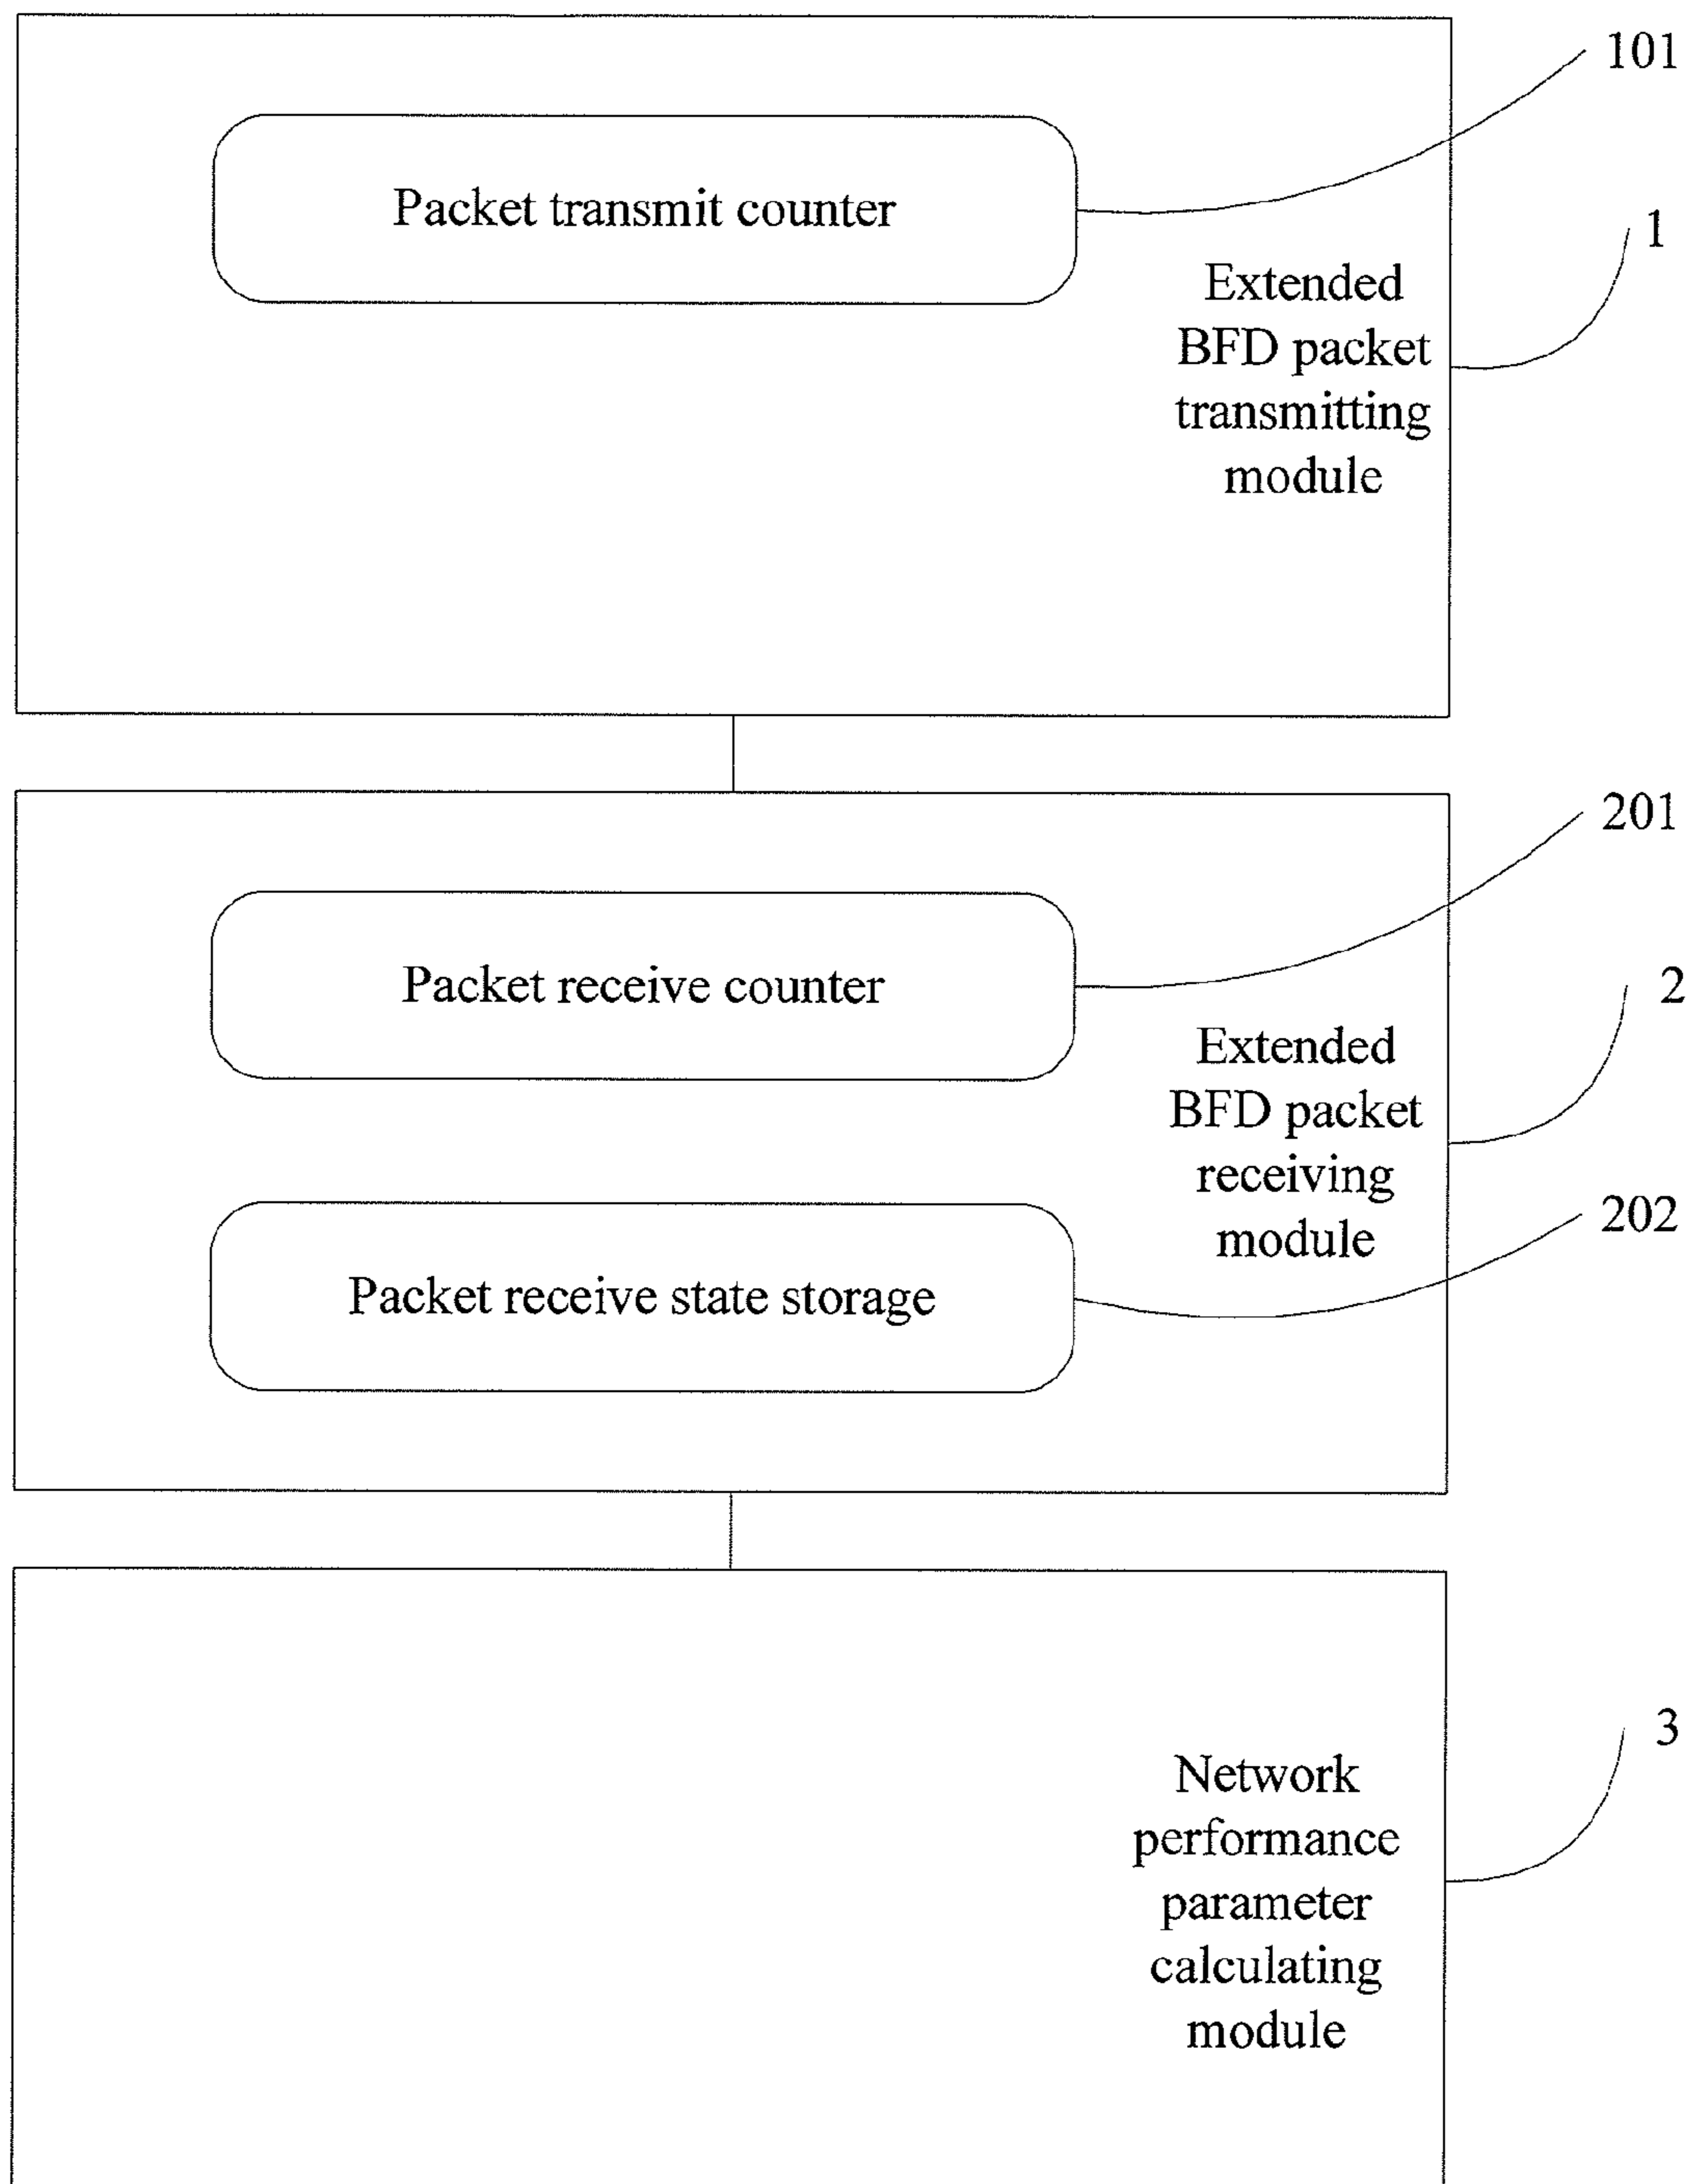 101
Packet transmit counter
1
Extended
BFD packet
transmitting
module
201
Packet receive counter
2
Extended
BFD packet
receiving
module
202
Packet receive state storage
3
Network
performance
parameter
calculating
module